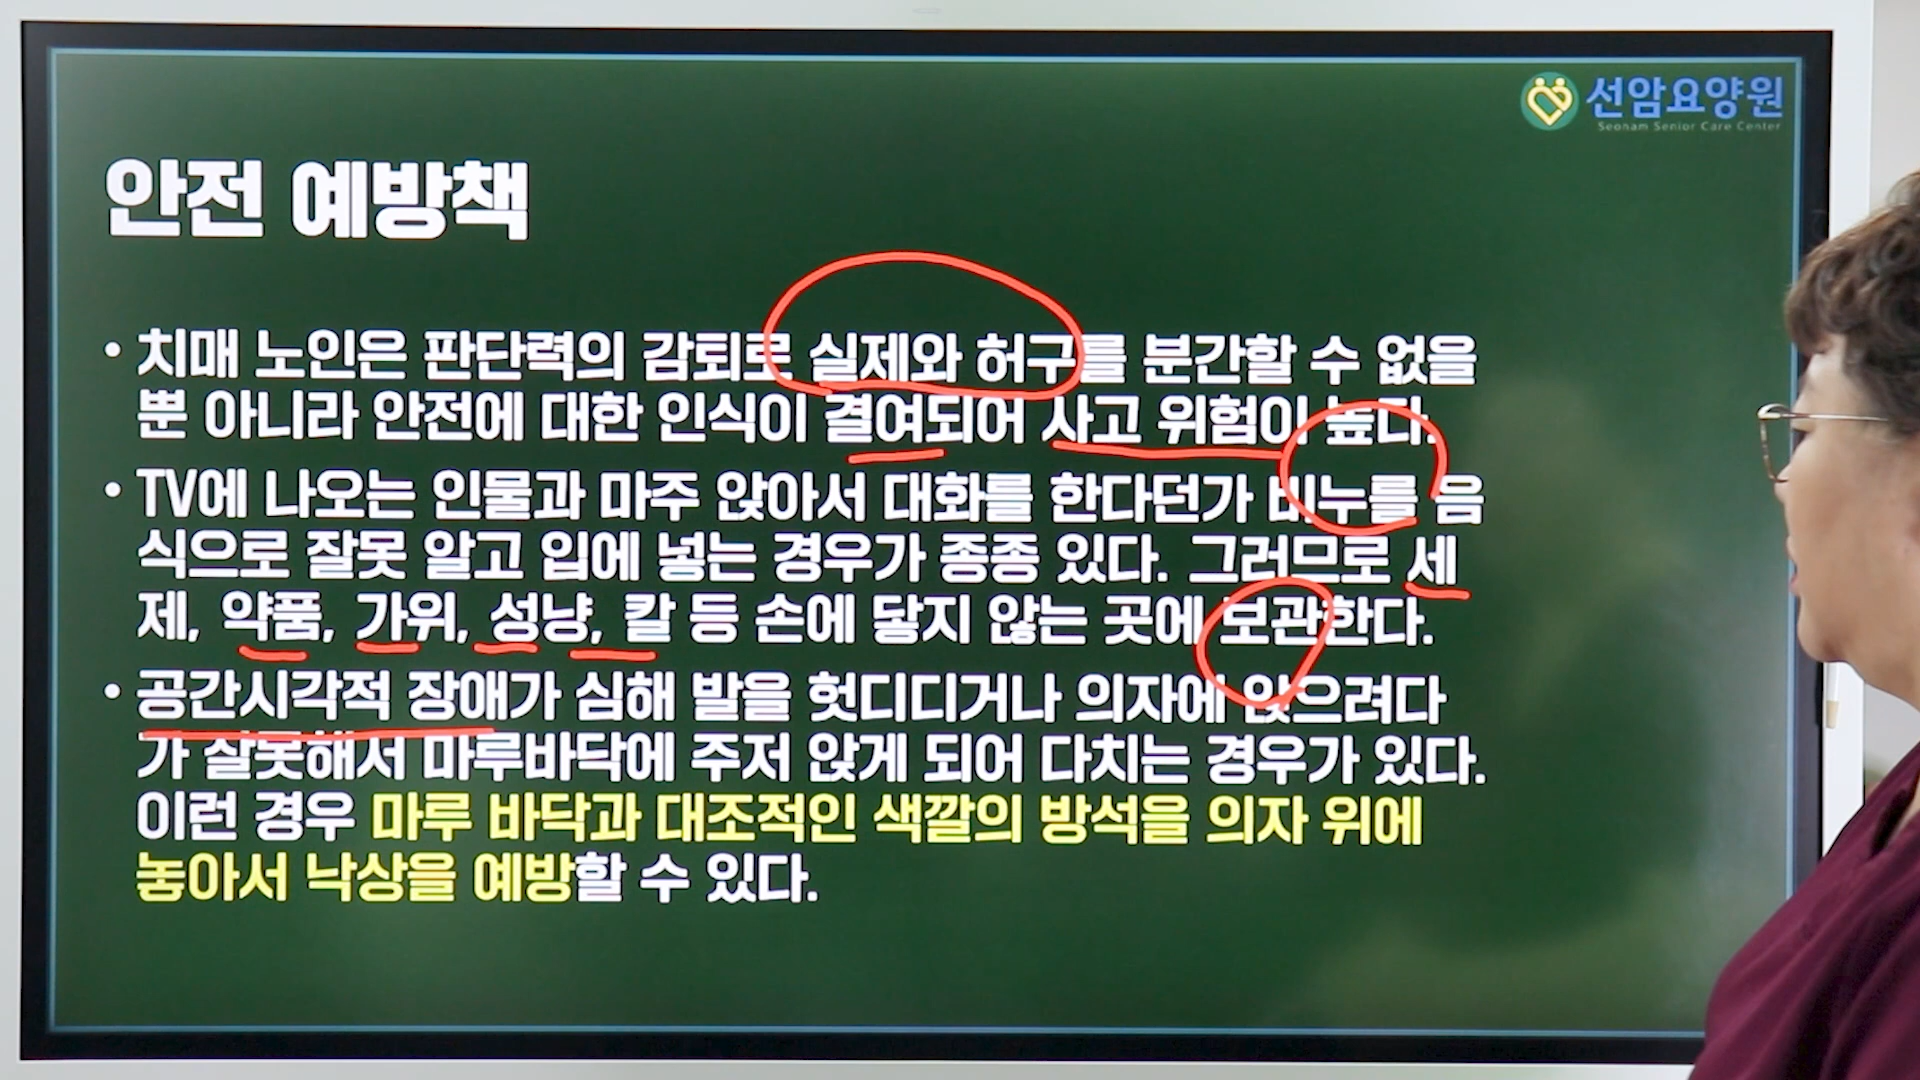 선암요양원
Seonam Senior Care Center
안전 예방책
• 치매 노인은 판단력의 감퇴로 실제와 허구를 분간할 수 없을
뿐 아니라 안전에 대한 인식이 결여되어 사고 위험이 높다.
• TV에 나오는 인물과 마주 앉아서 대화를 한다던가 비누를 음
식으로 잘못 알고 입에 넣는 경우가 종종 있다. 그러므로 세
제, 약품, 가위, 성냥, 칼 등 손에 닿지 않는 곳에 보관한다.
• 공간시각적 장애가 심해 발을 헛디디거나 의자에 앉으려다
가 잘못해서 마루바닥에 주저 앉게 되어 다치는 경우가 있다.
이런 경우 마루 바닥과 대조적인 색깔의 방석을 의자 위에
놓아서 낙상을 예방할 수 있다.